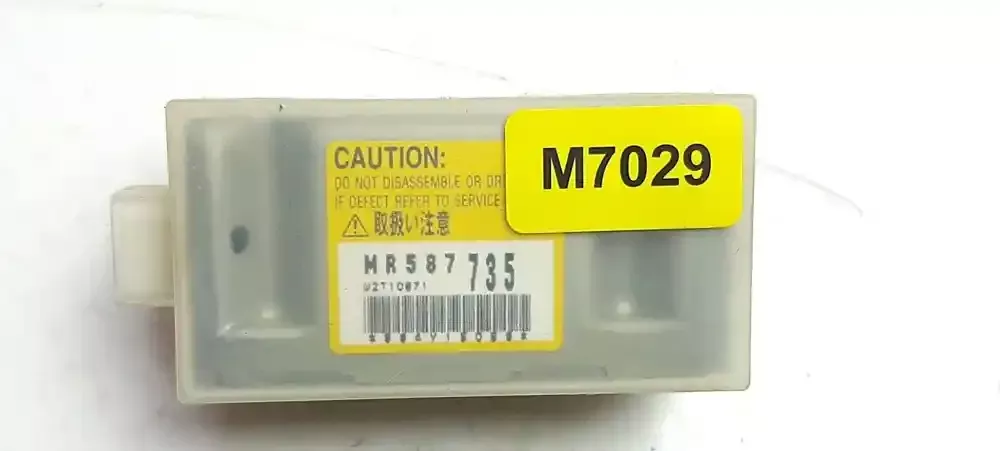 CAUTION:
DO NOT DISASSEMBLE OR DR
IF DEFECT REFER TO SERVICE
取扱い注意
MR587 735
M7029